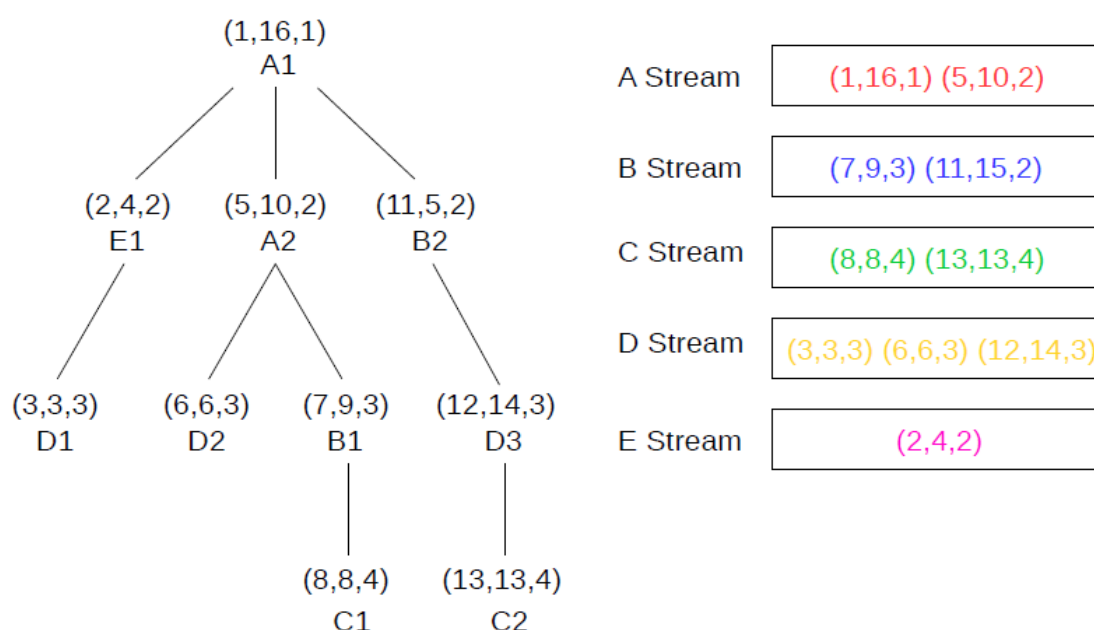 (1,16,1)
A1
(2,4,2) (5,10,2) (11,5,2)
E1 A2 B2
(3,3,3) (6,6,3) (7,9,3) (12,14,3)
D1 D2 B1 D3
(8,8,4) (13,13,4)
C1 C2
A Stream (1,16,1) (5,10,2)
B Stream (7,9,3) (11,15,2)
C Stream (8,8,4) (13,13,4)
D Stream (3,3,3) (6,6,3) (12,14,3)
E Stream (2,4,2)